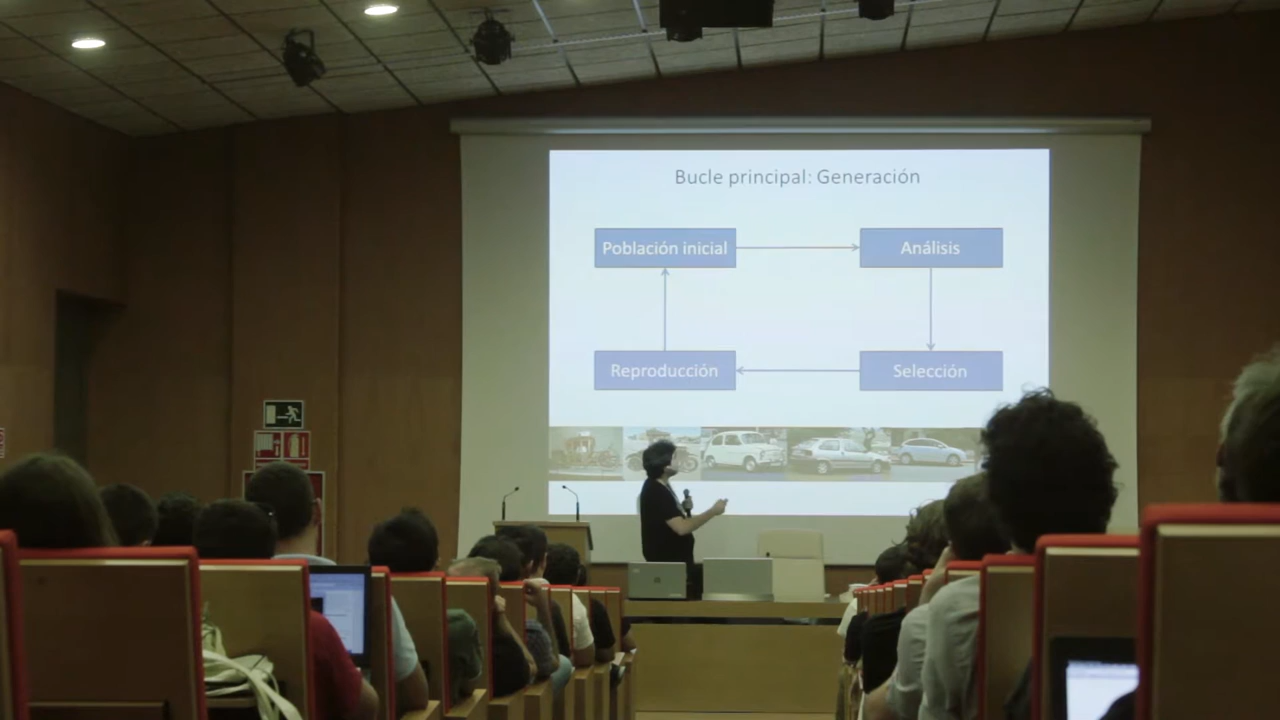 Bucle principal: Generación
Población inicial
Análisis
Reproducción
Selección